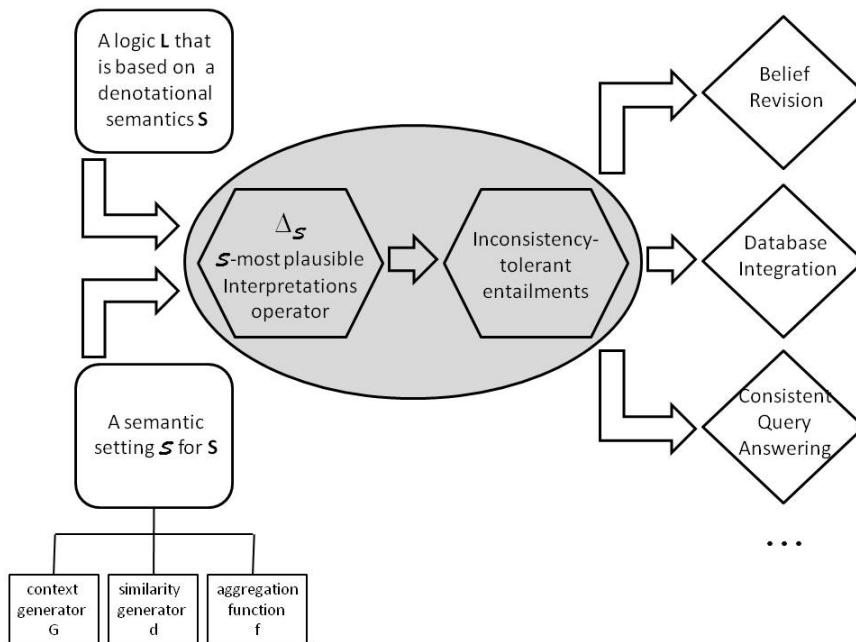 A logic L that
is based on a
denotational
semantics S
Δ𝓢
𝓢-most plausible
Interpretations
operator
Inconsistency-
tolerant
entailments
Belief
Revision
Database
Integration
Consistent
Query
Answering
A semantic
setting 𝓢 for S
...
context
generator
G
similarity
generator
d
aggregation
function
f